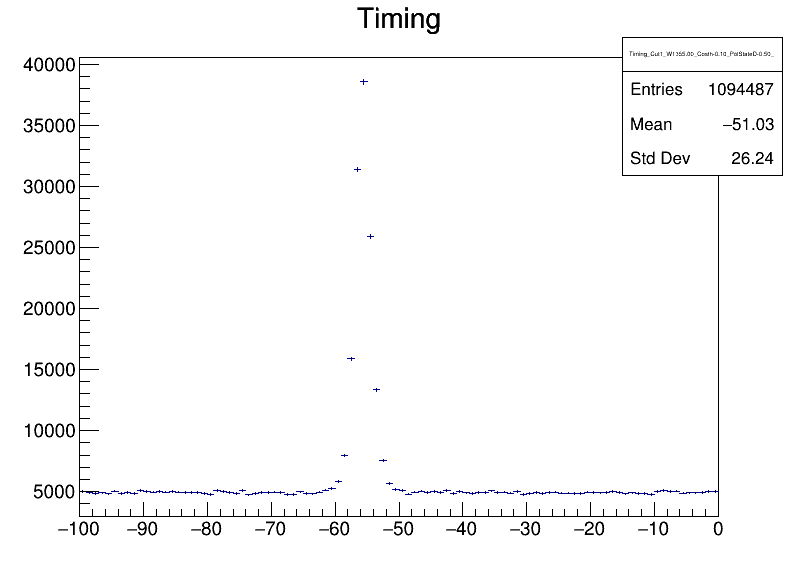 Timing
Timing_Cut1_W1355.00_Costh-0.10_PolStateD-0.50_
Entries 1094487
Mean −51.03
Std Dev 26.24
40000
35000
30000
25000
20000
15000
10000
5000
−100 −90 −80 −70 −60 −50 −40 −30 −20 −10 0